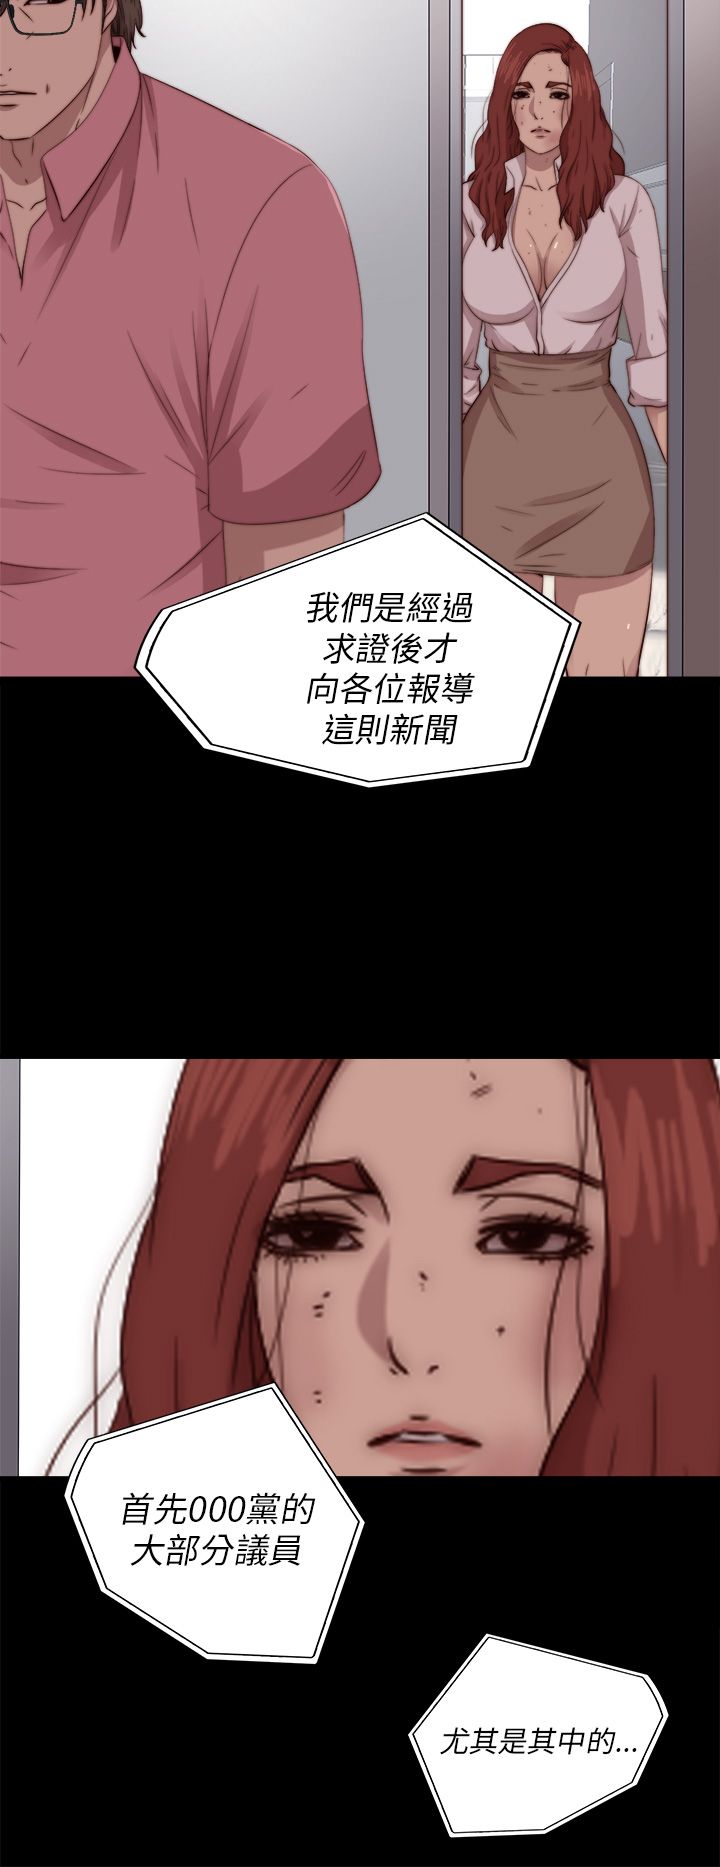 我們是經過
求證後才
向各位報導
這則新聞
首先000黨的
大部分議員
尤其是其中的...